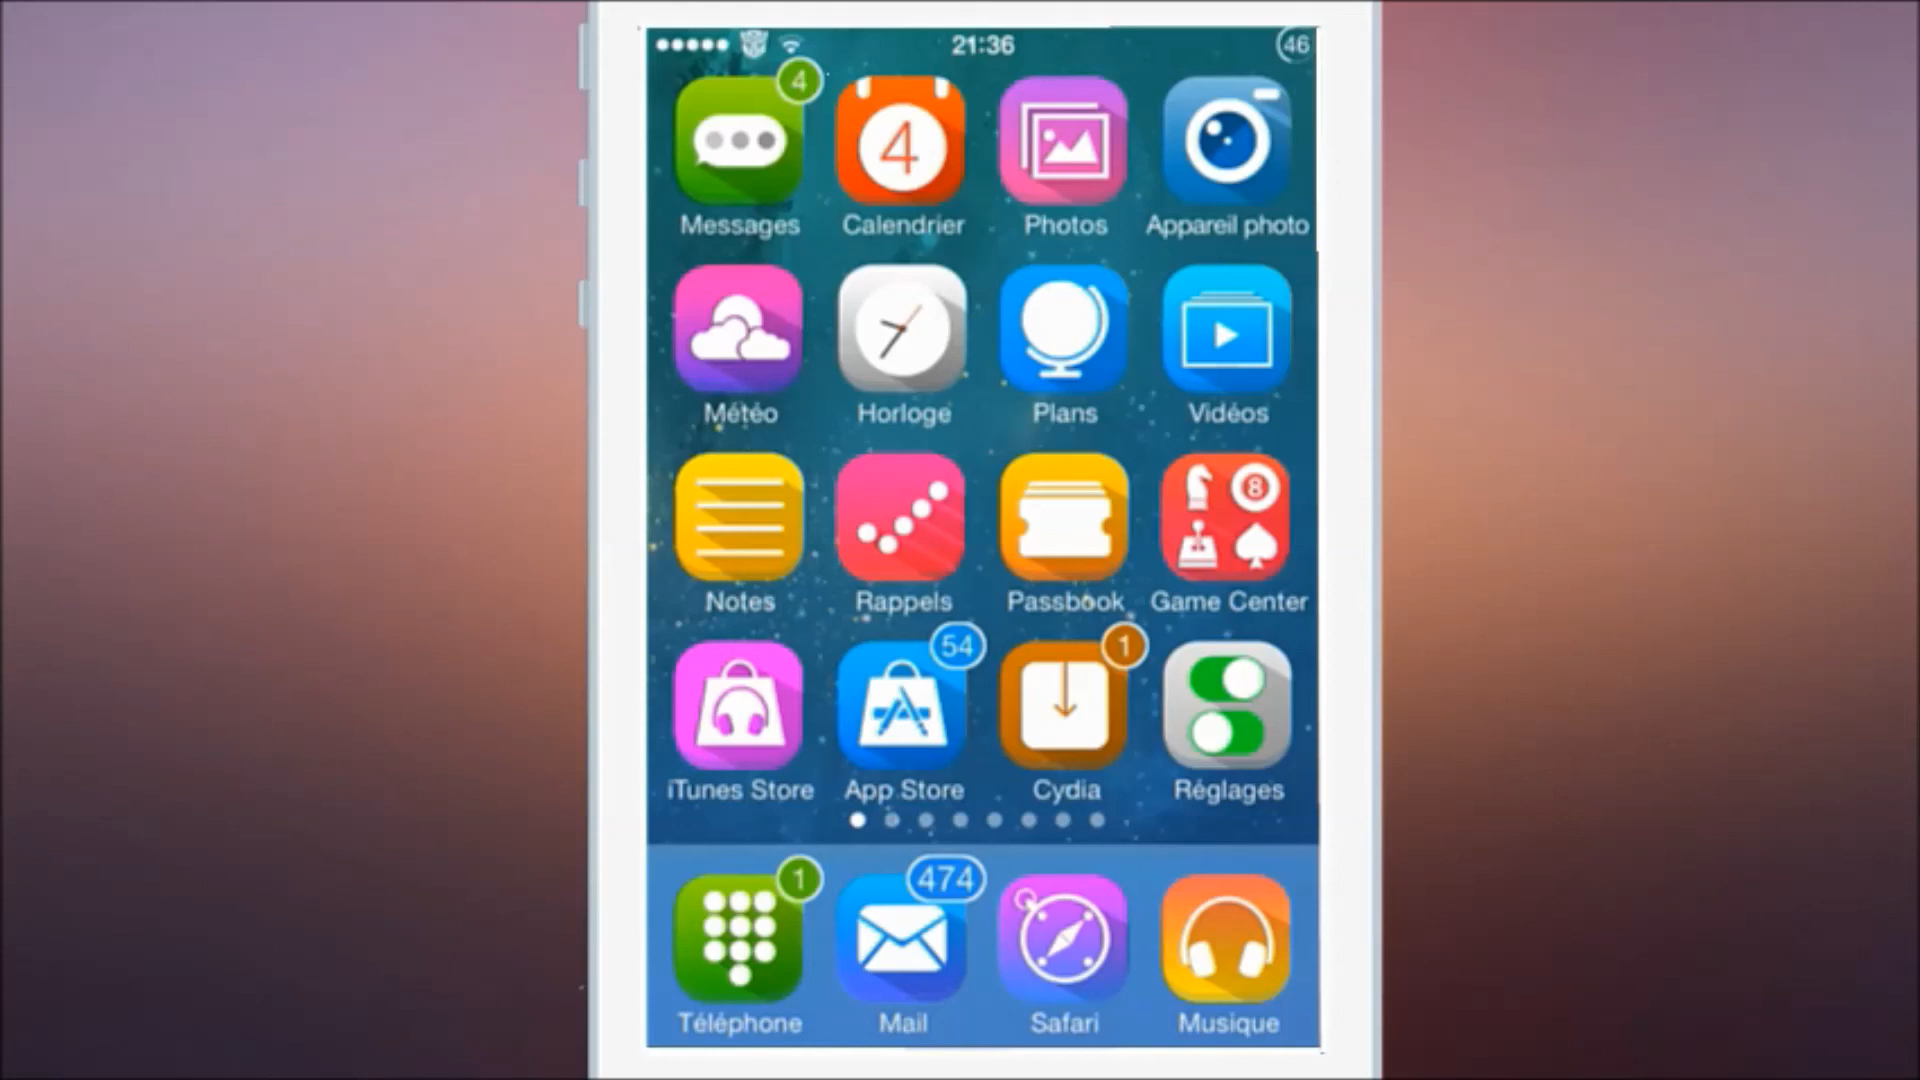 21:36 46
4
4
Messages Calendrier Photos Appareil photo
Météo Horloge Plans Vidéos
8
Notes Rappels Passbook Game Center
54 1
iTunes Store App Store Cydia Réglages
1 474
Téléphone Mail Safari Musique